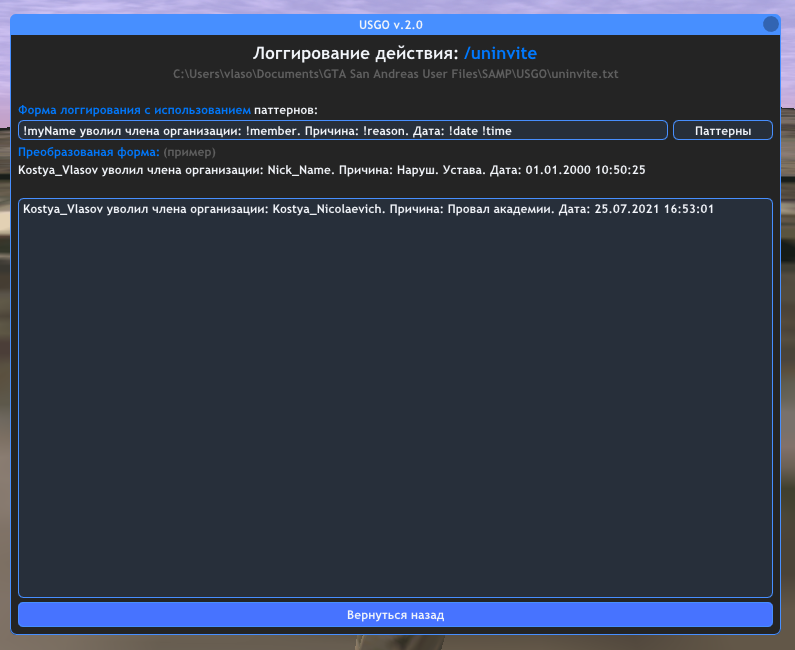 USGO v.2.0
Логгирование действия: /uninvite
C:\Users\vlaso\Documents\GTA San Andreas User Files\SAMP\USGO\uninvite.txt
Форма логгирования с использованием паттернов:
!myName уволил члена организации: !member. Причина: !reason. Дата: !date !time
Паттерны
Преобразованая форма: (пример)
Kostya_Vlasov уволил члена организации: Nick_Name. Причина: Наруш. Устава. Дата: 01.01.2000 10:50:25
Kostya_Vlasov уволил члена организации: Kostya_Nicolaevich. Причина: Провал академии. Дата: 25.07.2021 16:53:01
Вернуться назад